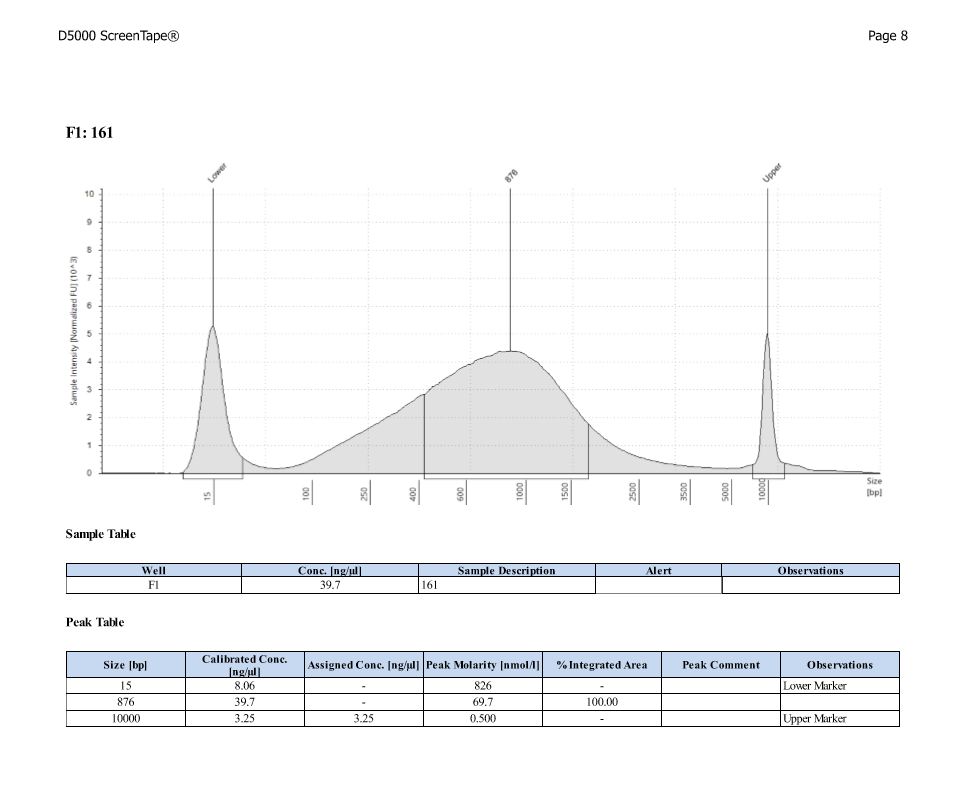 D5000 ScreenTape® Page 8
F1: 161
Lower 876 Upper
Sample Intensity [Normalized FU] (10^3)
10
9
8
7
6
5
4
3
2
1
0
15 100 250 400 600 1000 1500 2500 3500 5000 10000
Size
[bp]
Sample Table
Well Conc. [ng/µl] Sample Description Alert Observations
F1 39.7 161
Peak Table
Size [bp] Calibrated Conc. [ng/µl] Assigned Conc. [ng/µl] Peak Molarity [nmol/l] % Integrated Area Peak Comment Observations
15 8.06 - 826 - Lower Marker
876 39.7 - 69.7 100.00
10000 3.25 3.25 0.500 - Upper Marker